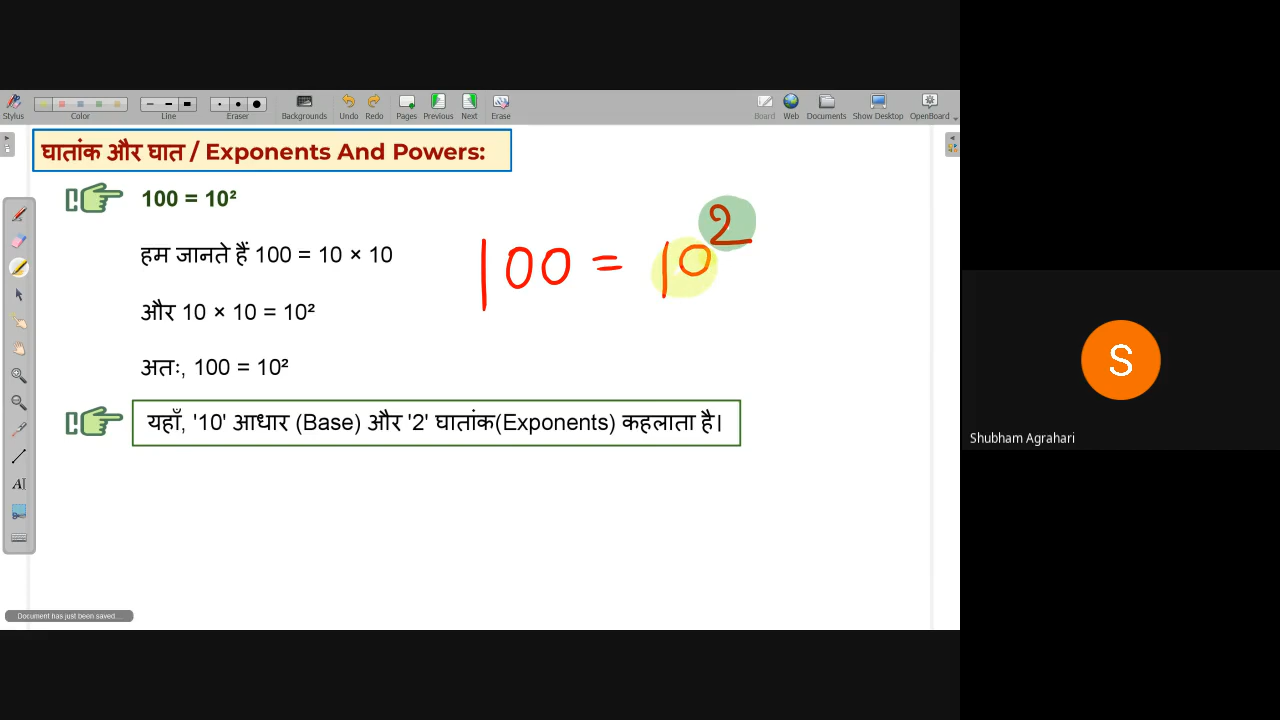 Stylus Color Line Eraser Backgrounds Undo Redo Pages Previous Next Erase Board Web Documents Show Desktop OpenBoard
घातांक और घात / Exponents And Powers:
100 = 10²
हम जानते हैं 100 = 10 × 10
100 = 10²
और 10 × 10 = 10²
अतः, 100 = 10²
यहाँ, '10' आधार (Base) और '2' घातांक(Exponents) कहलाता है।
AI
S
Shubham Agrahari
Document has just been saved...